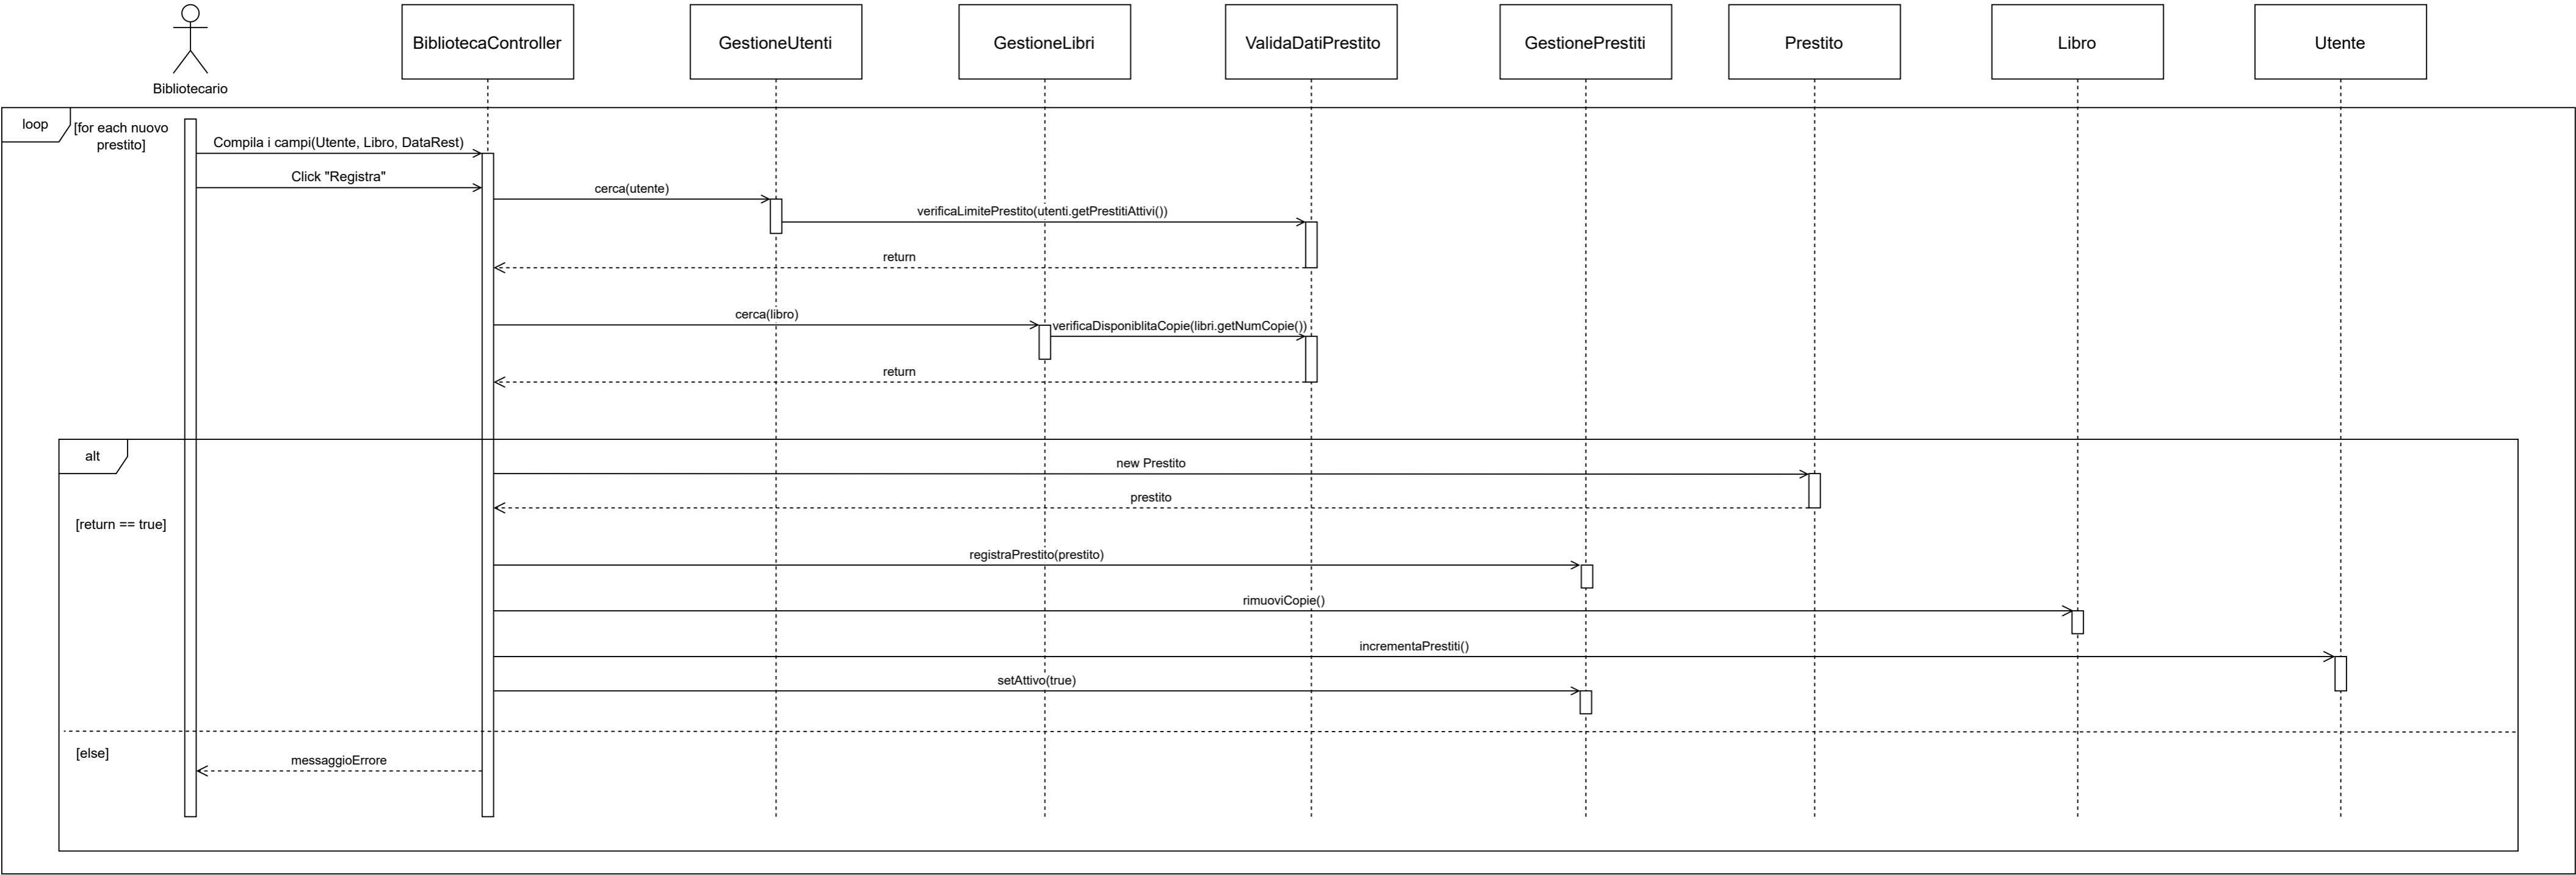 Bibliotecario
BibliotecaController
GestioneUtenti
GestioneLibri
ValidaDatiPrestito
GestionePrestiti
Prestito
Libro
Utente
loop
[for each nuovo
prestito]
Compila i campi(Utente, Libro, DataRest)
Click "Registra"
cerca(utente)
verificaLimitePrestito(utenti.getPrestitiAttivi())
return
cerca(libro)
verificaDisponiblitaCopie(libri.getNumCopie())
return
alt
new Prestito
prestito
[return == true]
registraPrestito(prestito)
rimuoviCopie()
incrementaPrestiti()
setAttivo(true)
[else]
messaggioErrore